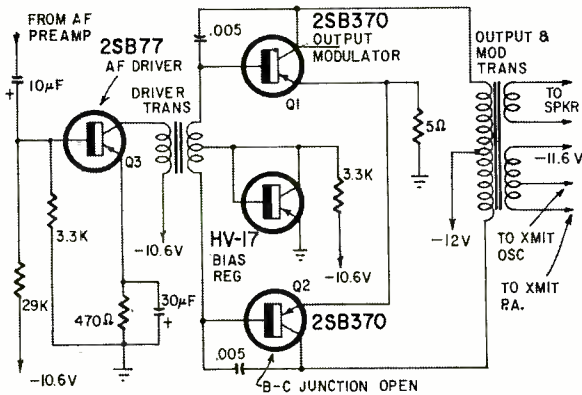 FROM AF
PREAMP
2SB77
AF DRIVER
.005
2SB370
OUTPUT
MODULATOR
OUTPUT &
MOD
TRANS
10µF
+
DRIVER
TRANS
Q1
TO
SPKR
Q3
5Ω
-11.6V
3.3K
3.3K
-10.6V
HV-17
BIAS
REG
-10.6V
-12V
TO XMIT
OSC
29K
30µF
+
470Ω
Q2
2SB370
TO XMIT
P.A.
.005
-10.6V
B-C JUNCTION OPEN